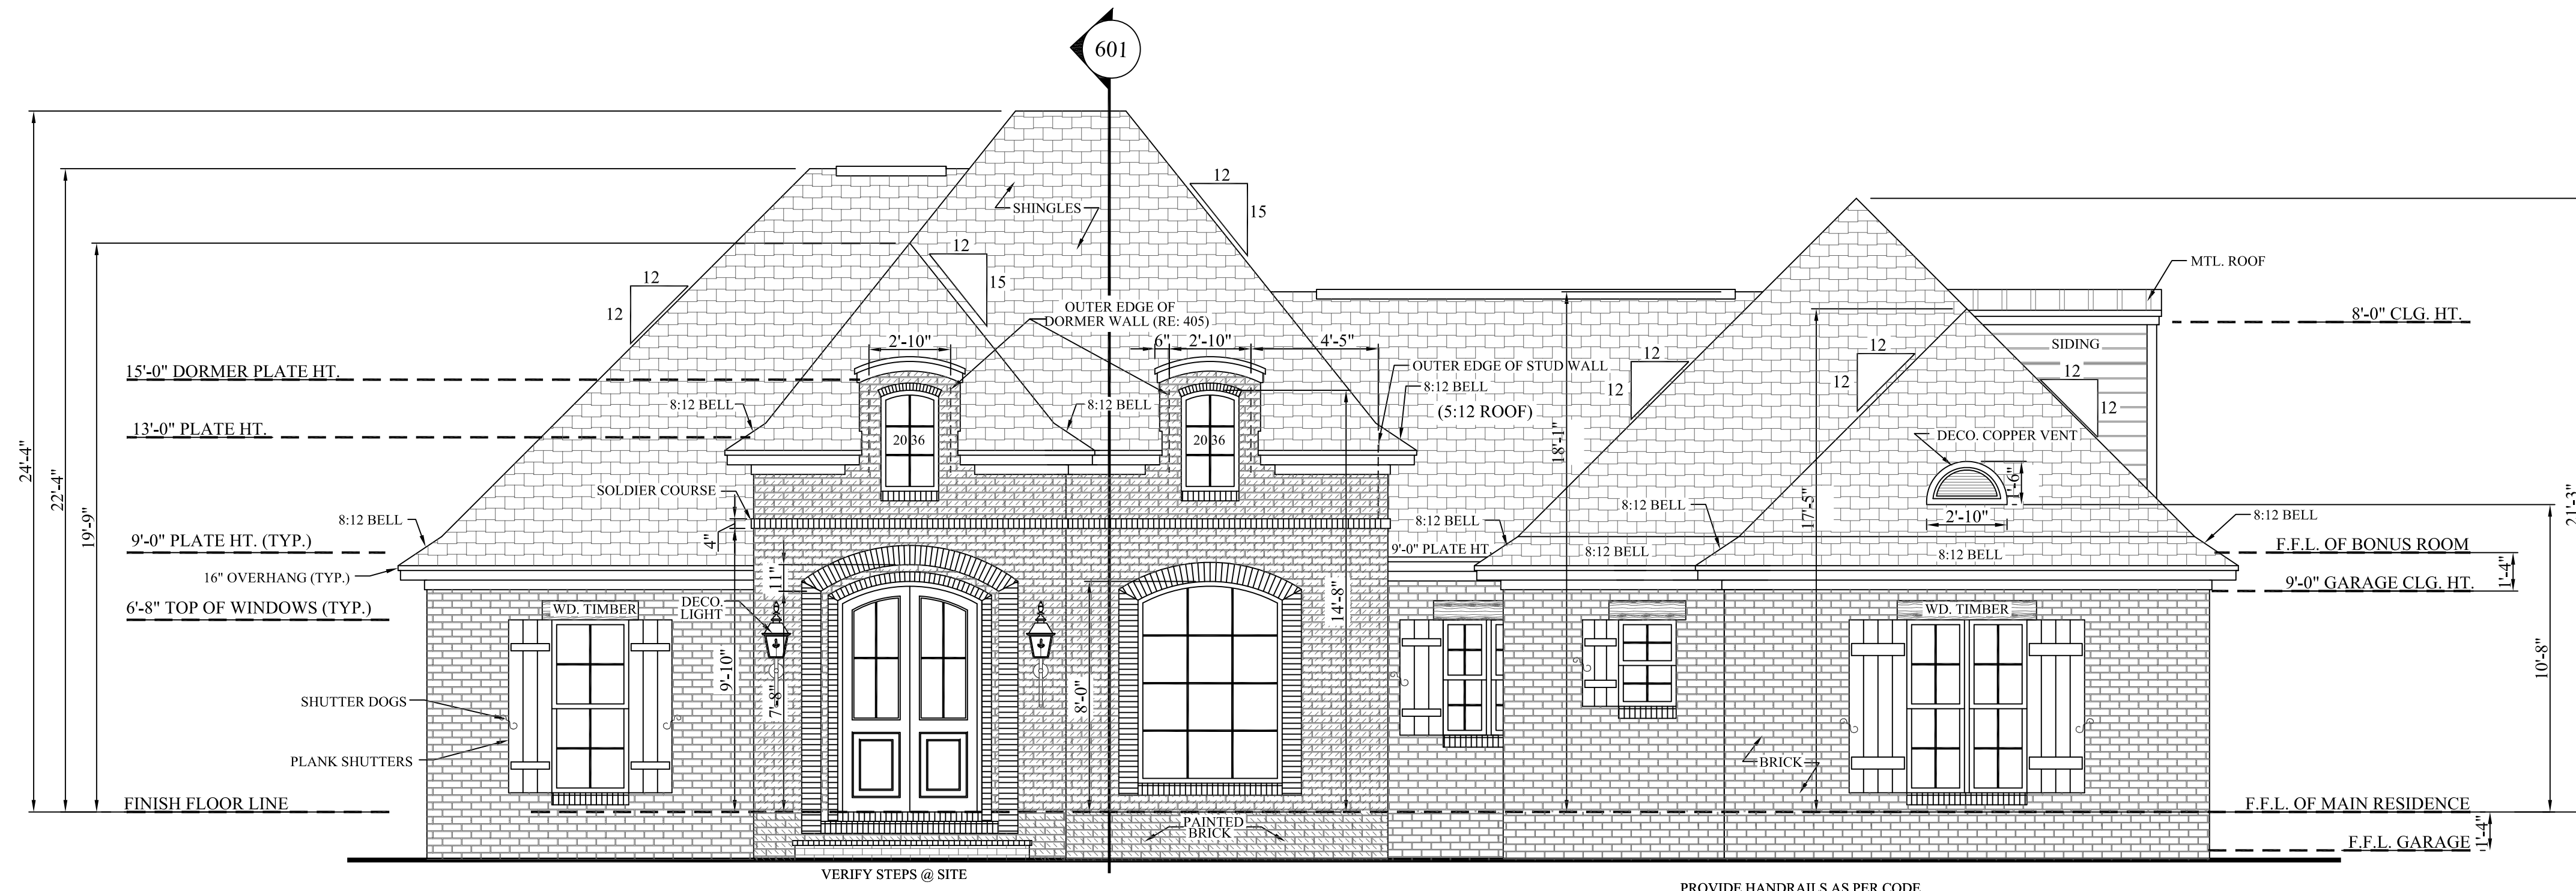 601
12
15
SHINGLES
12
15
12
12
OUTER EDGE OF
DORMER WALL (RE: 405)
MTL. ROOF
8'-0" CLG. HT.
SIDING
2'-10"
6"
2'-10"
4'-5"
12
12
12
12
12
12
15'-0" DORMER PLATE HT.
OUTER EDGE OF STUD WALL
8:12 BELL
(5:12 ROOF)
8:12 BELL
8:12 BELL
13'-0" PLATE HT.
20 36
20 36
DECO. COPPER VENT
24'-4"
22'-4"
19'-9"
18'-1"
17'-5"
1'-6"
21'-3"
SOLDIER COURSE
8:12 BELL
8:12 BELL
8:12 BELL
2'-10"
8:12 BELL
9'-0" PLATE HT. (TYP.)
4"
9'-0" PLATE HT.
8:12 BELL
8:12 BELL
F.F.L. OF BONUS ROOM
16" OVERHANG (TYP.)
11"
9'-0" GARAGE CLG. HT.
1'-4"
6'-8" TOP OF WINDOWS (TYP.)
WD. TIMBER
DECO.
LIGHT
14'-8"
WD. TIMBER
9'-10"
7'-8"
8'-0"
10'-8"
SHUTTER DOGS
PLANK SHUTTERS
BRICK
FINISH FLOOR LINE
F.F.L. OF MAIN RESIDENCE
PAINTED
BRICK
1'-4"
F.F.L. GARAGE
VERIFY STEPS @ SITE
PROVIDE HANDRAILS AS PER CODE